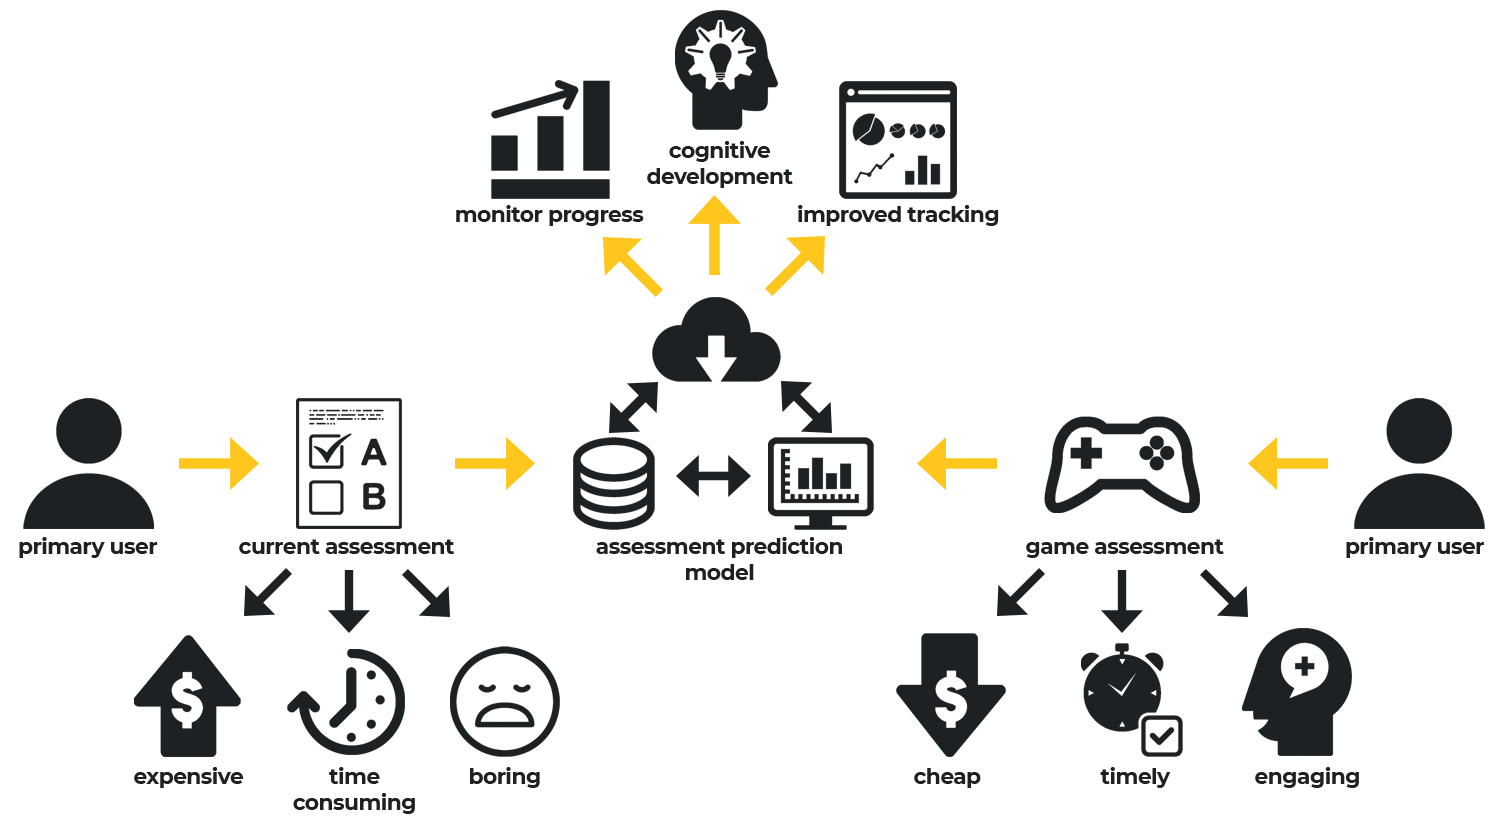 cognitive
development
monitor progress
improved tracking
A
B
primary user
current assessment
assessment prediction
model
game assessment
primary user
$
$
expensive
time
consuming
boring
cheap
timely
engaging